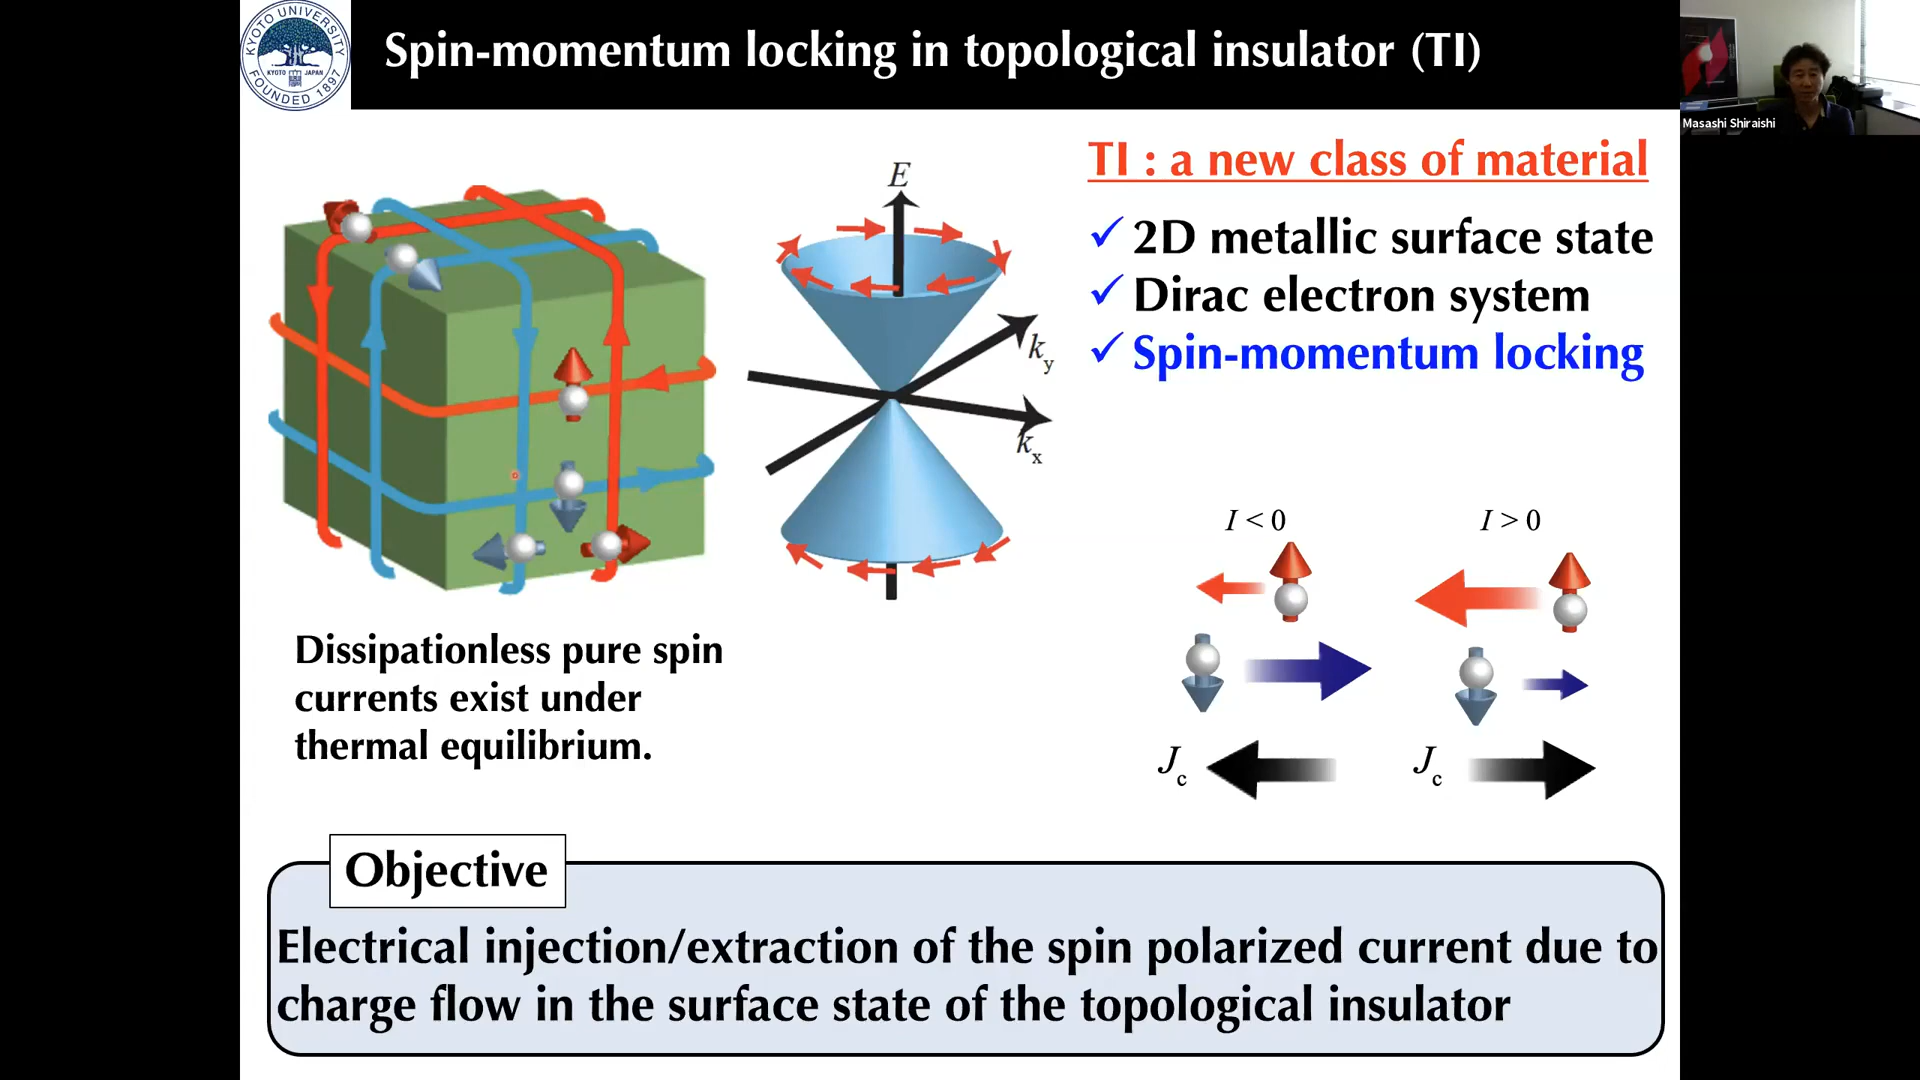 KYOTO UNIVERSITY
KYOTO JAPAN
FOUNDED 1897
Spin-momentum locking in topological insulator (TI)
Masashi Shiraishi
TI : a new class of material
✓ 2D metallic surface state
✓ Dirac electron system
✓ Spin-momentum locking
E
ky
kx
I < 0
I > 0
Jc
Jc
Dissipationless pure spin
currents exist under
thermal equilibrium.
Objective
Electrical injection/extraction of the spin polarized current due to
charge flow in the surface state of the topological insulator